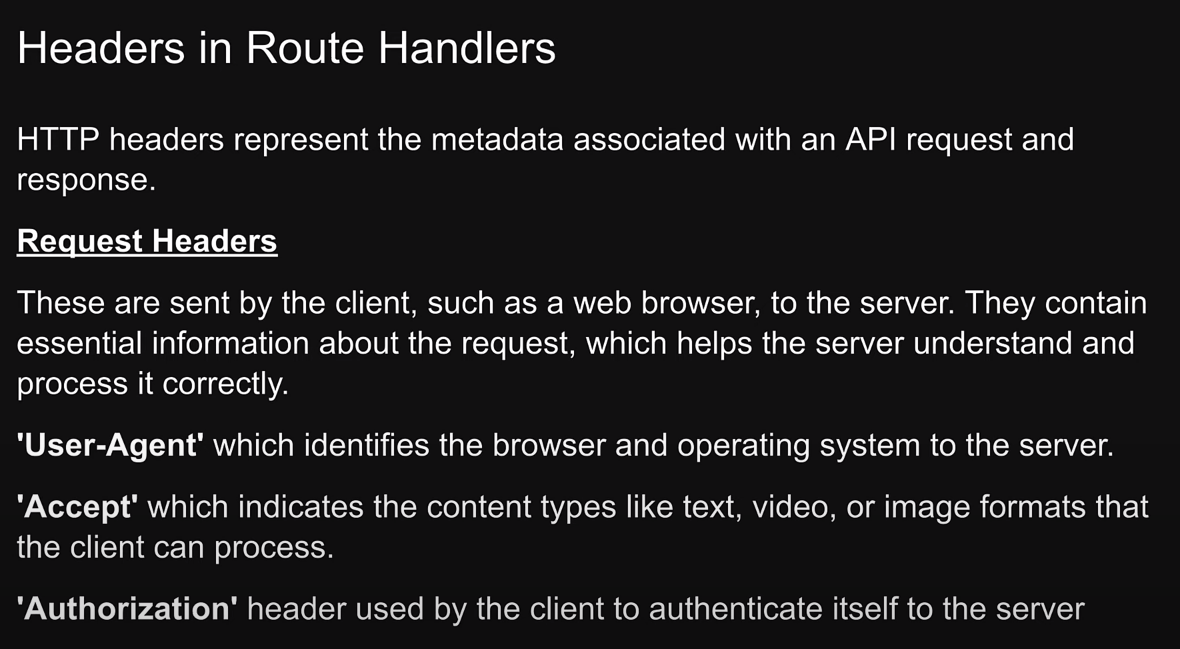 Headers in Route Handlers
HTTP headers represent the metadata associated with an API request and
response.
Request Headers
These are sent by the client, such as a web browser, to the server. They contain
essential information about the request, which helps the server understand and
process it correctly.
'User-Agent' which identifies the browser and operating system to the server.
'Accept' which indicates the content types like text, video, or image formats that
the client can process.
'Authorization' header used by the client to authenticate itself to the server